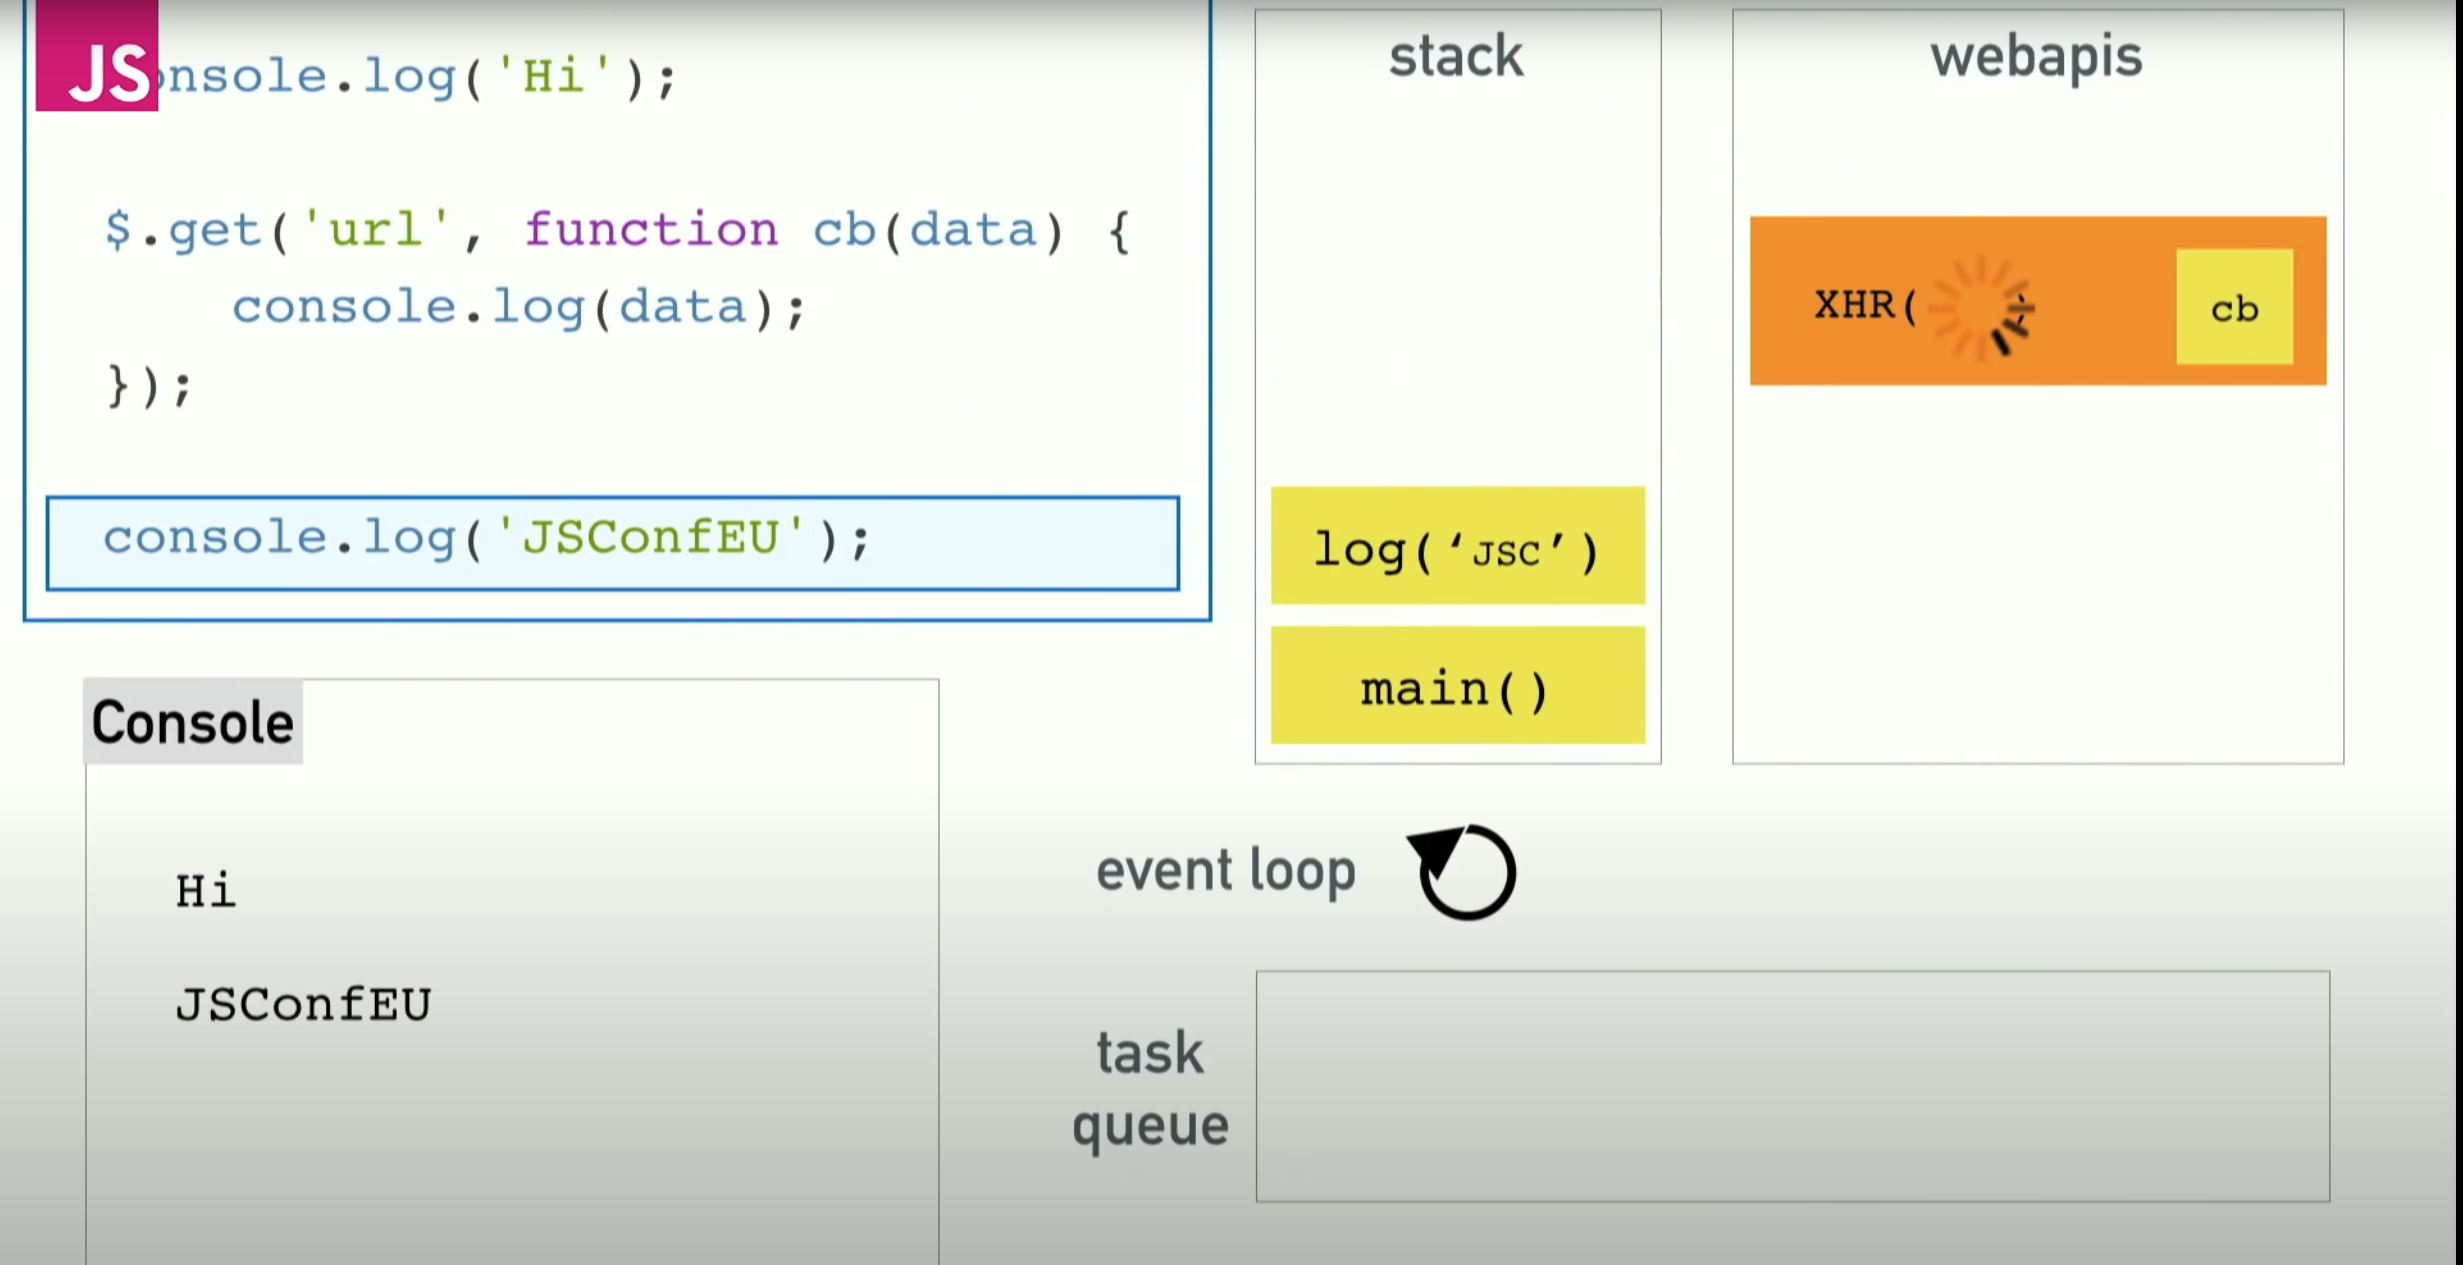 JS
onsole.log('Hi');
$.get('url', function cb(data) {
console.log(data);
});
console.log('JSConfEU');
stack
log(‘JSC’)
main()
webapis
XHR(
cb
Console
Hi
JSConfEU
event loop
task
queue